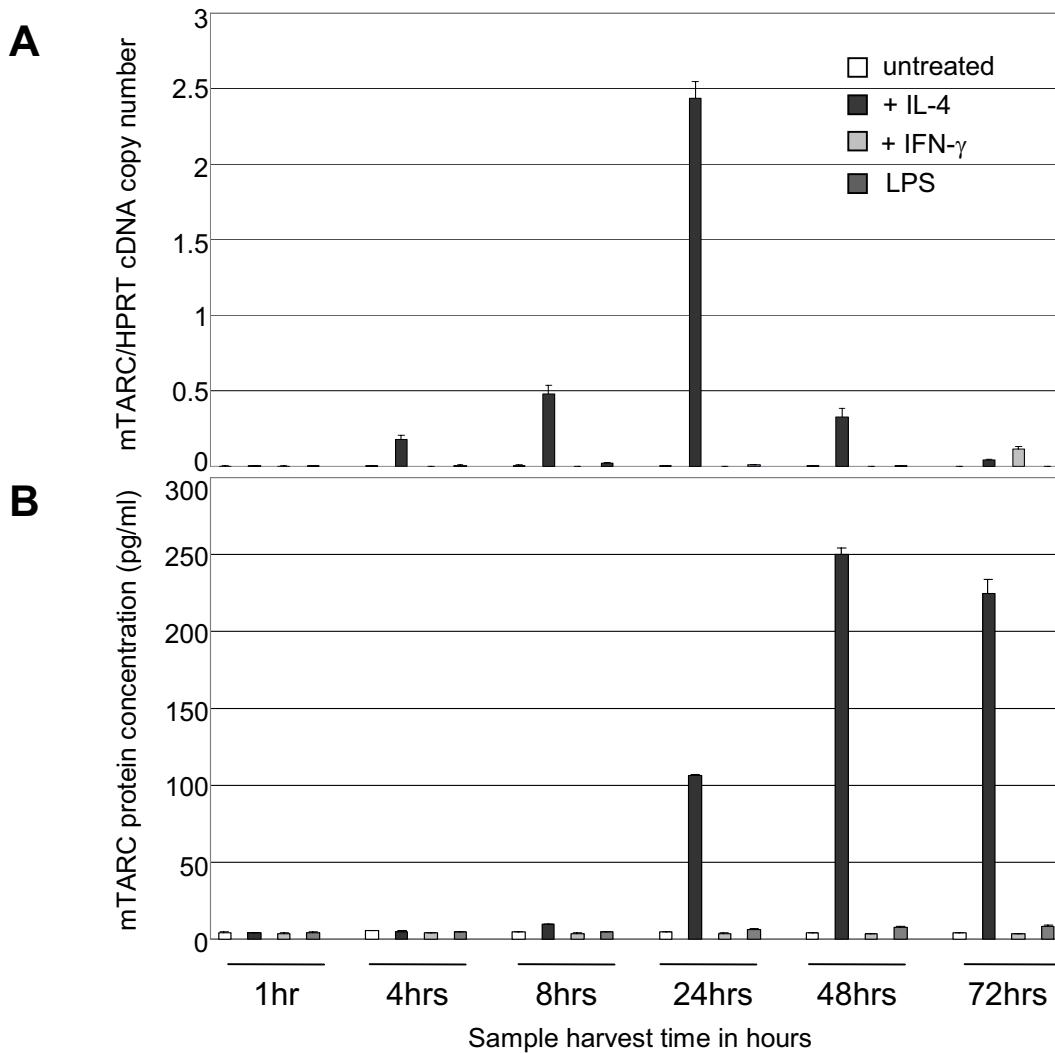 A
mTARC/HPRT cDNA copy number
3
2.5
2
1.5
1
0.5
0
untreated
+ IL-4
+ IFN-γ
LPS
B
mTARC protein concentration (pg/ml)
300
250
200
150
100
50
0
1hr 4hrs 8hrs 24hrs 48hrs 72hrs
Sample harvest time in hours